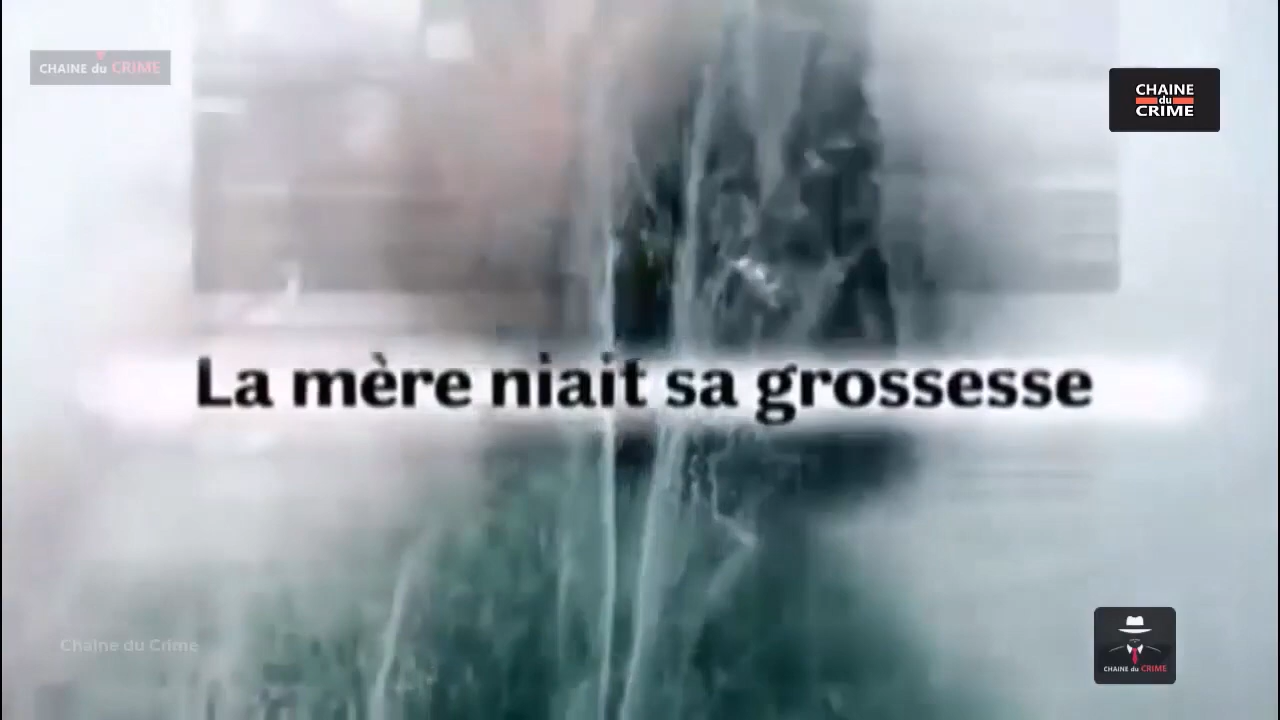 CHAINE du CRIME
CHAINE
du
CRIME
La mère niait sa grossesse
Chaine du Crime
CHAINE du CRIME